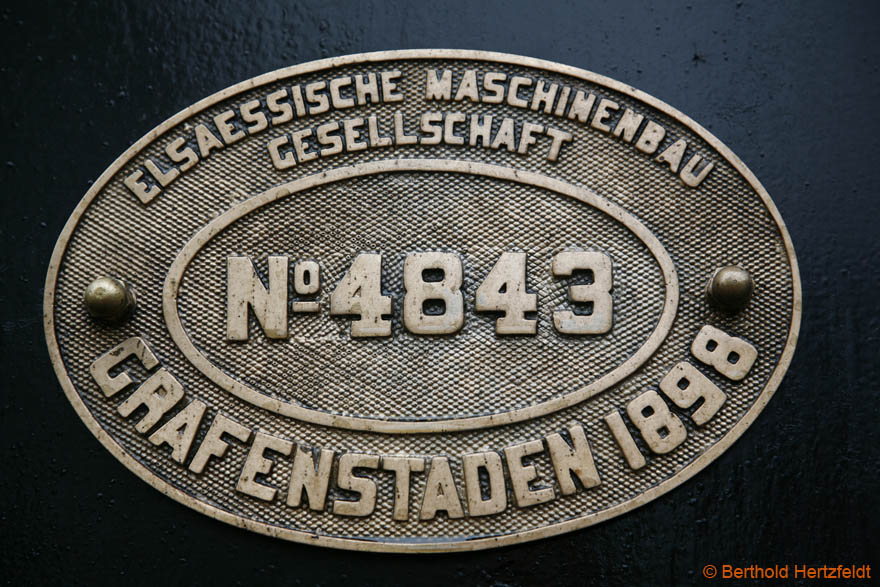 ELSAESSISCHE MASCHINENBAU
GESELLSCHAFT
Nº 4843
GRAFENSTADEN 1898
© Berthold Hertzfeldt